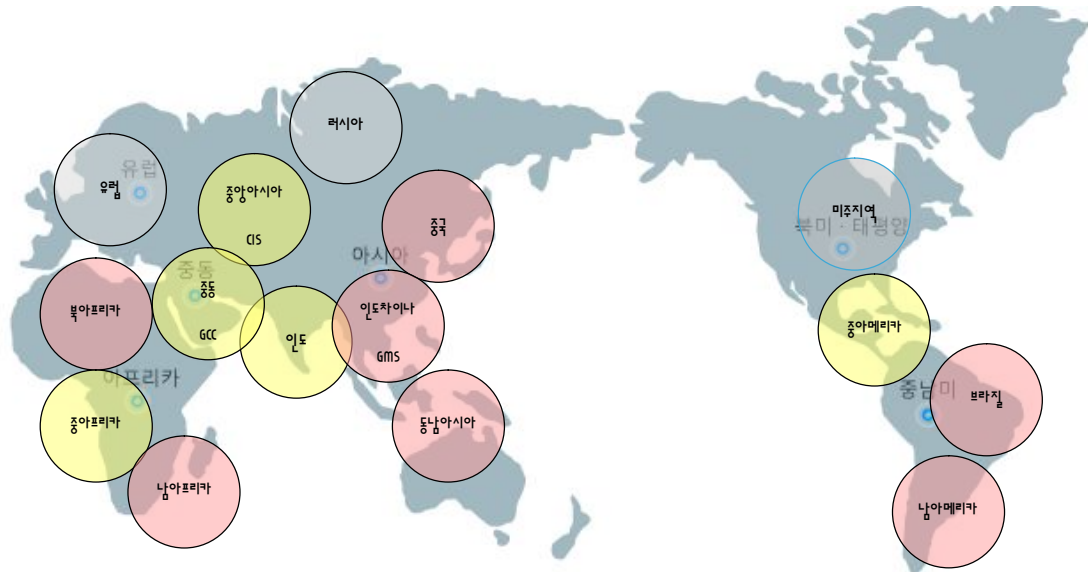 러시아
유럽
유럽
중앙아시아
CIS
중국
아시아
중동
중동
GCC
북아프리카
인도
인도차이나
GMS
아프리카
중아프리카
동남아시아
남아프리카
미주지역
북미 · 태평양
중아메리카
중남미
브라질
남아메리카